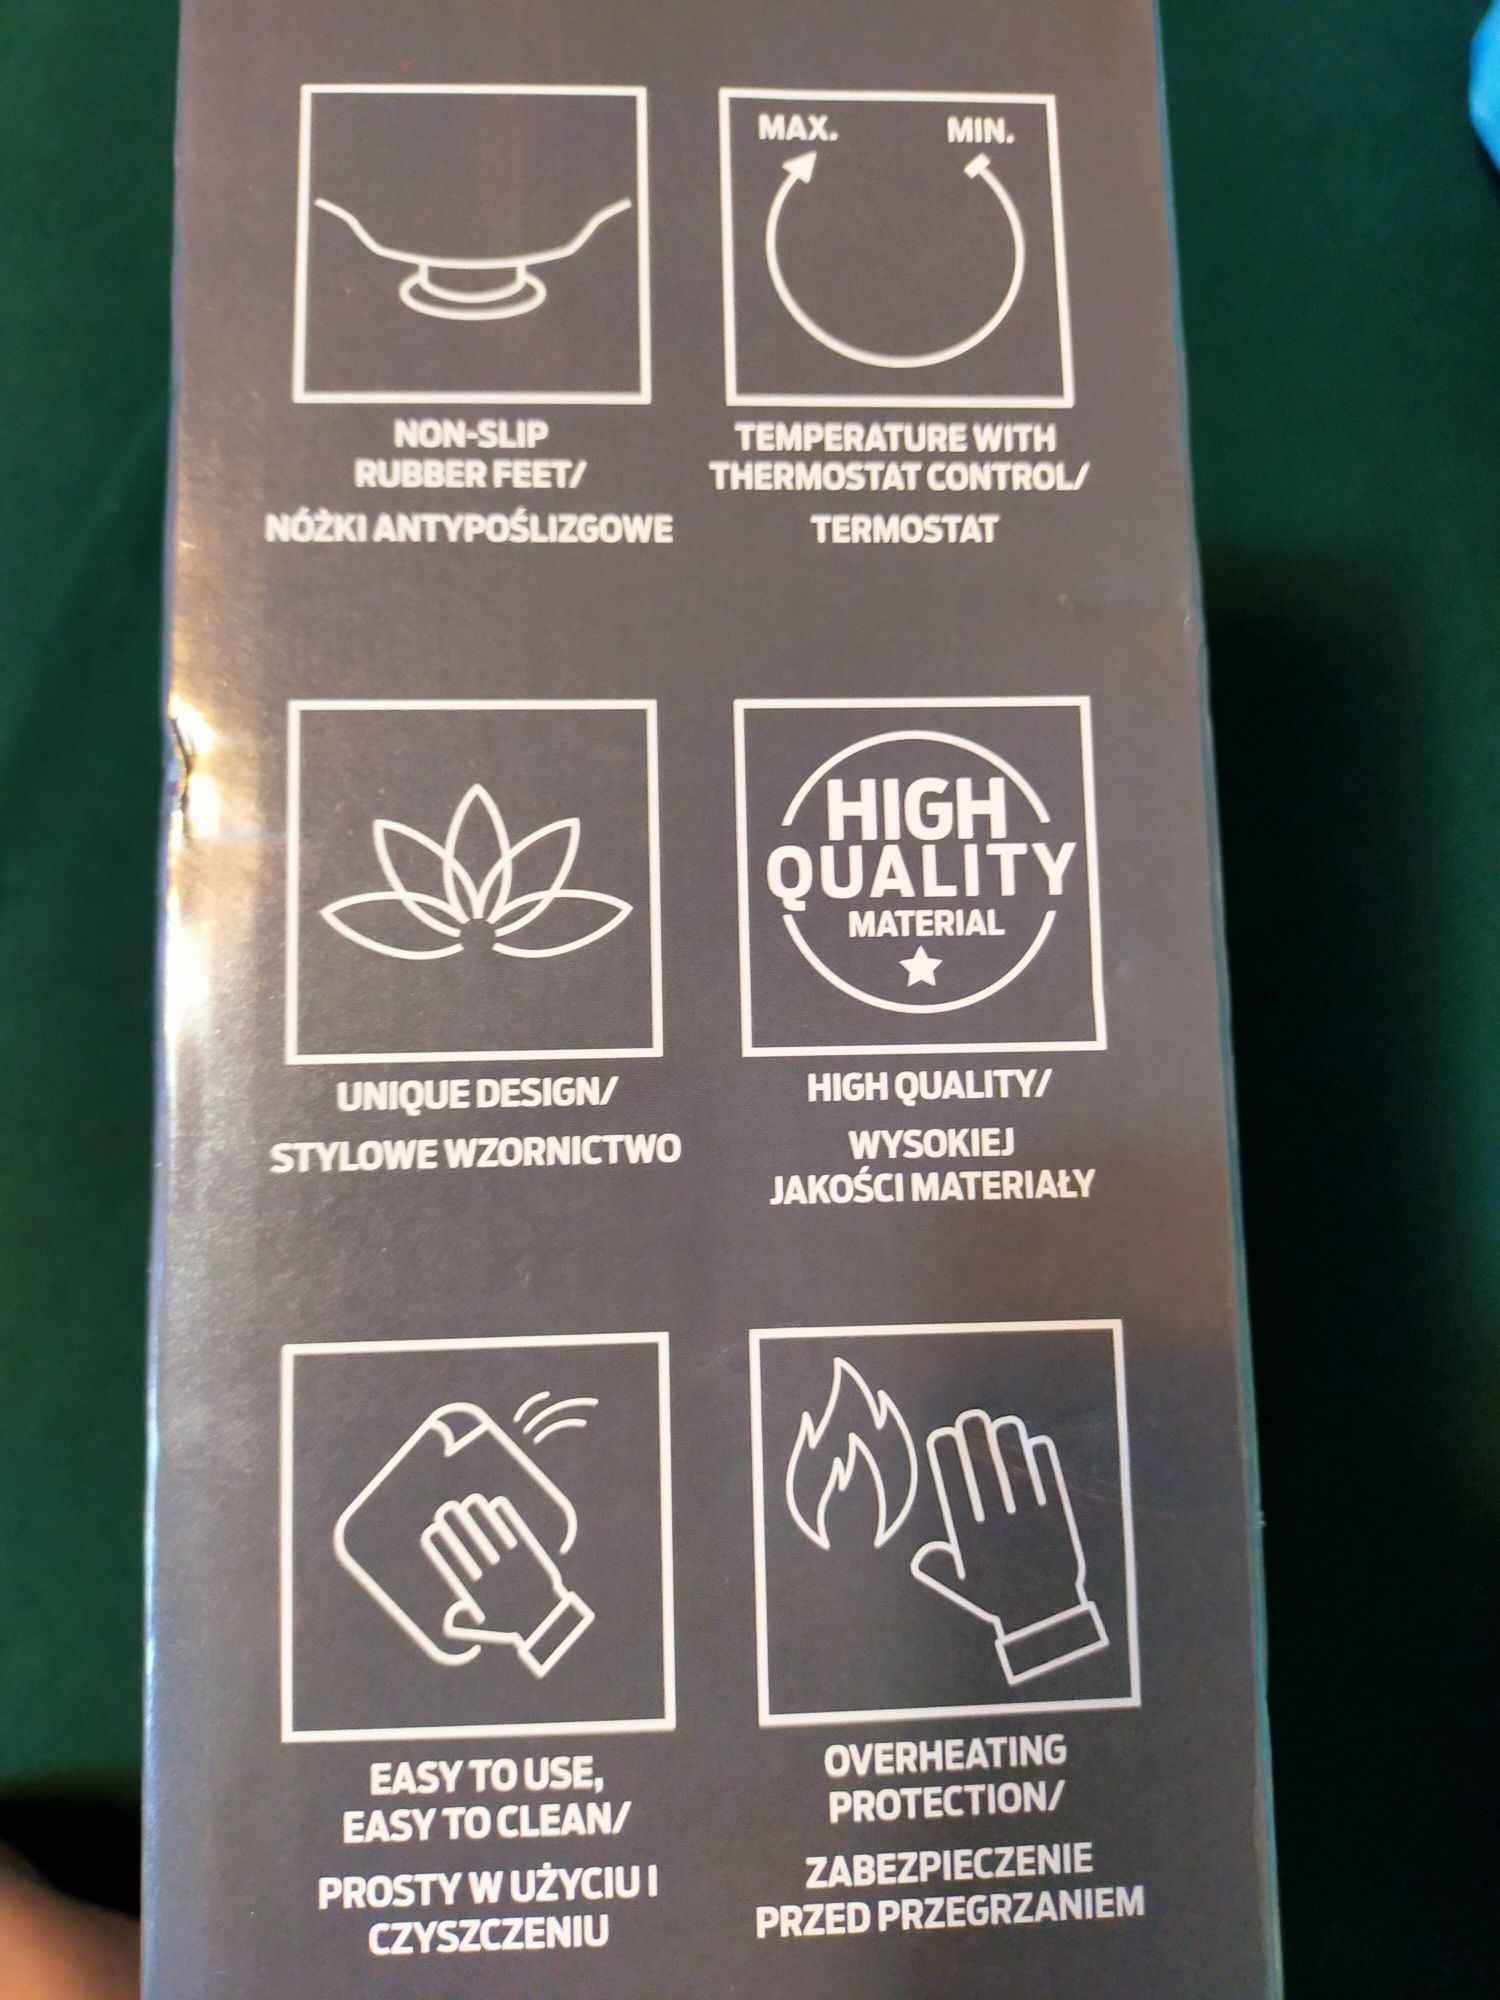 MAX. MIN.
NON-SLIP
RUBBER FEET/
NÓŻKI ANTYPOŚLIZGOWE
TEMPERATURE WITH
THERMOSTAT CONTROL/
TERMOSTAT
UNIQUE DESIGN/
STYLOWE WZORNICTWO
HIGH
QUALITY
MATERIAL
HIGH QUALITY/
WYSOKIEJ
JAKOŚCI MATERIAŁY
EASY TO USE,
EASY TO CLEAN/
PROSTY W UŻYCIU I
CZYSZCZENIU
OVERHEATING
PROTECTION/
ZABEZPIECZENIE
PRZED PRZEGRZANIEM